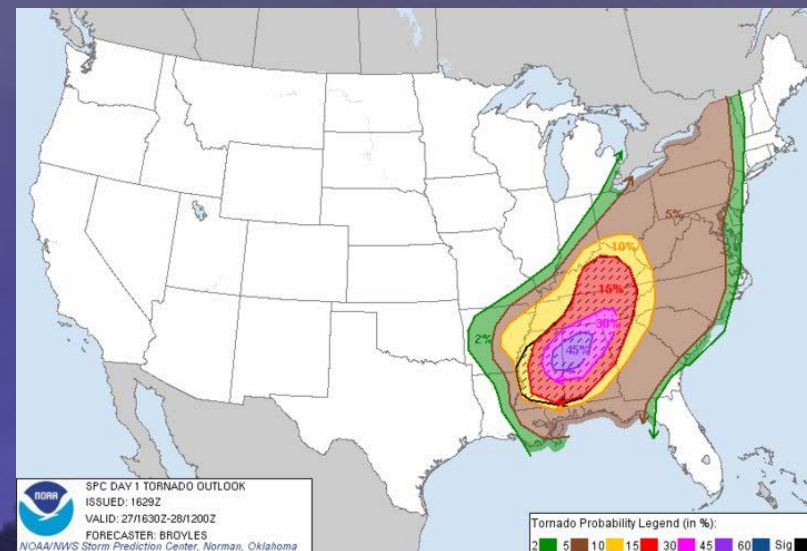 10%
5%
15%
30%
2%
45%
NOAA
SPC DAY 1 TORNADO OUTLOOK
ISSUED: 1629Z
VALID: 27/1630Z-28/1200Z
FORECASTER: BROYLES
NOAA/NWS Storm Prediction Center, Norman, Oklahoma
Tornado Probability Legend (in %):
2 5 10 15 30 45 60 Sig